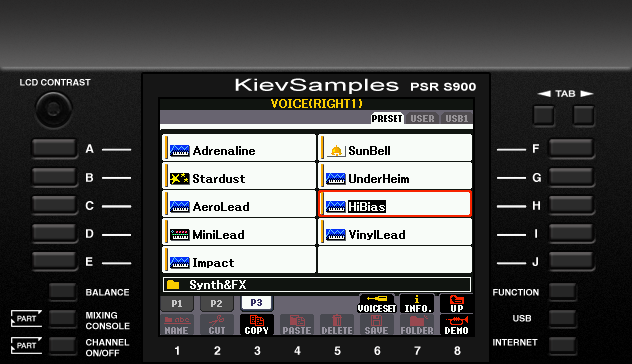 LCD CONTRAST
KievSamples PSR S900
◄ TAB ►
VOICE(RIGHT1)
PRESET USER USB1
A Adrenaline SunBell F
B Stardust UnderHeim G
C AeroLead HiBias H
D MiniLead VinylLead I
E Impact J
Synth&FX
BALANCE P1 P2 P3 VOICESET INFO. UP FUNCTION
PART MIXING CONSOLE NAME CUT COPY PASTE DELETE SAVE FOLDER DEMO USB
PART CHANNEL ON/OFF 1 2 3 4 5 6 7 8 INTERNET